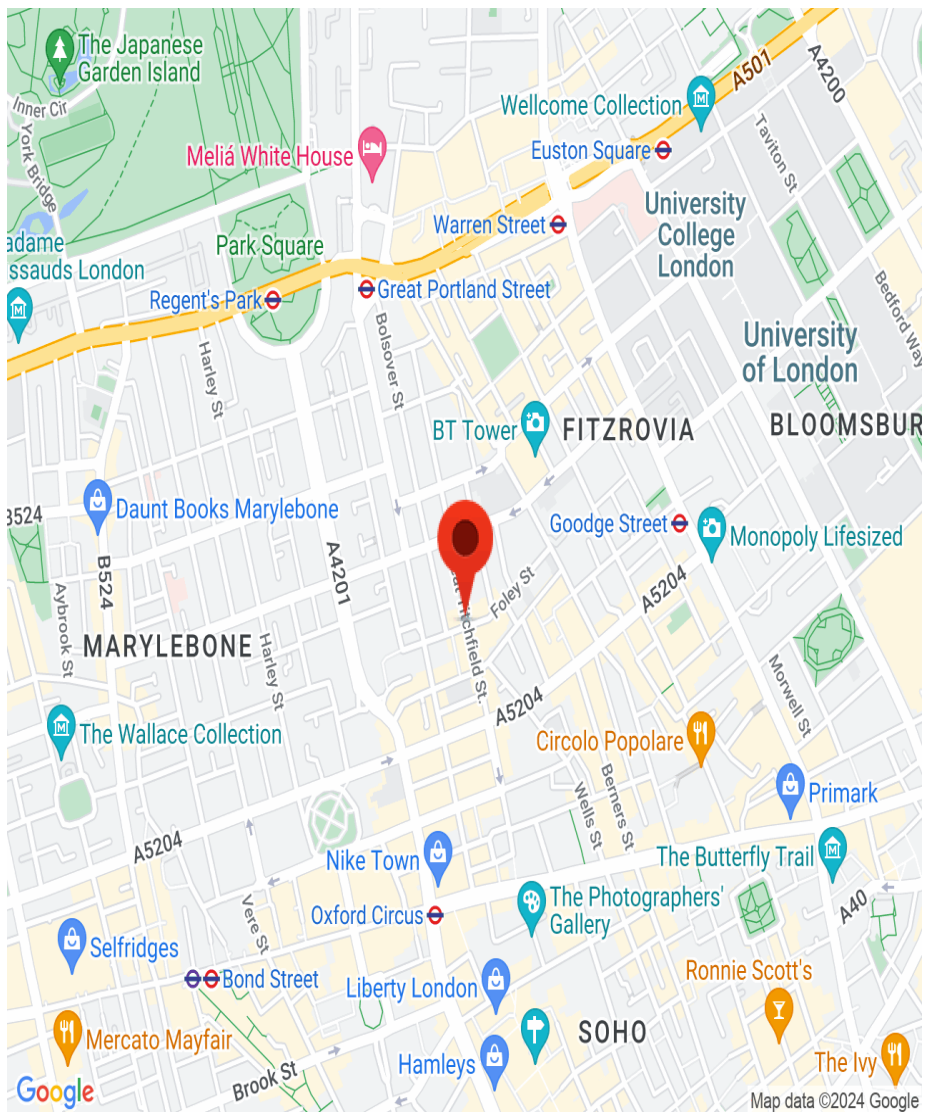 The Japanese
Garden Island
A501
A4200
Inner Cir
Wellcome Collection
York Bridge
Meliá White House
Euston Square
Taviton St
University
College
London
Warren Street
Park Square
adame
ssauds London
Regent's Park
Great Portland Street
Bedford Way
Harley St
Bolsover St
University
of London
BT Tower
FITZROVIA
BLOOMSBUR
B524
Daunt Books Marylebone
Goodge Street
Monopoly Lifesized
B524
A4201
Aybrook St
Foley St
A5204
Titchfield St.
MARYLEBONE
Harley St
Morwell St
A5204
The Wallace Collection
Circolo Popolare
Berners St
Wells St
Primark
A5204
Nike Town
The Butterfly Trail
Vere St
The Photographers'
Gallery
A40
Oxford Circus
Selfridges
Bond Street
Liberty London
Ronnie Scott's
SOHO
Mercato Mayfair
Hamleys
The Ivy
Brook St
Google
Map data ©2024 Google